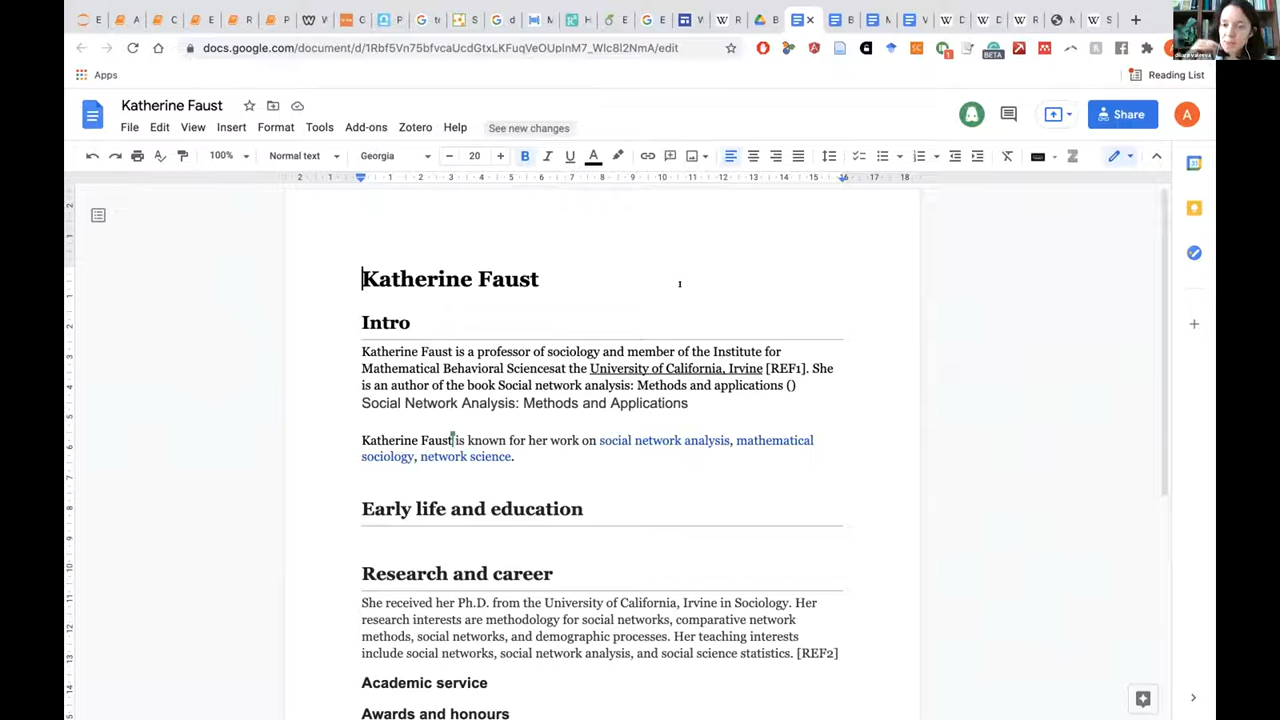 docs.google.com/document/d/1Rbf5Vn75bfvcaUcdGtxLKFuqVeOUplnM7_Wlc8l2NmA/edit
BETA
Apps
Reading List
Katherine Faust
File Edit View Insert Format Tools Add-ons Zotero Help See new changes
Share
A
100% Normal text Georgia 20
Katherine Faust
Intro
Katherine Faust is a professor of sociology and member of the Institute for
Mathematical Behavioral Sciencesat the University of California, Irvine [REF1]. She
is an author of the book Social network analysis: Methods and applications ()
Social Network Analysis: Methods and Applications
Katherine Faust is known for her work on social network analysis, mathematical
sociology, network science.
Early life and education
Research and career
She received her Ph.D. from the University of California, Irvine in Sociology. Her
research interests are methodology for social networks, comparative network
methods, social networks, and demographic processes. Her teaching interests
include social networks, social network analysis, and social science statistics. [REF2]
Academic service
Awards and honours